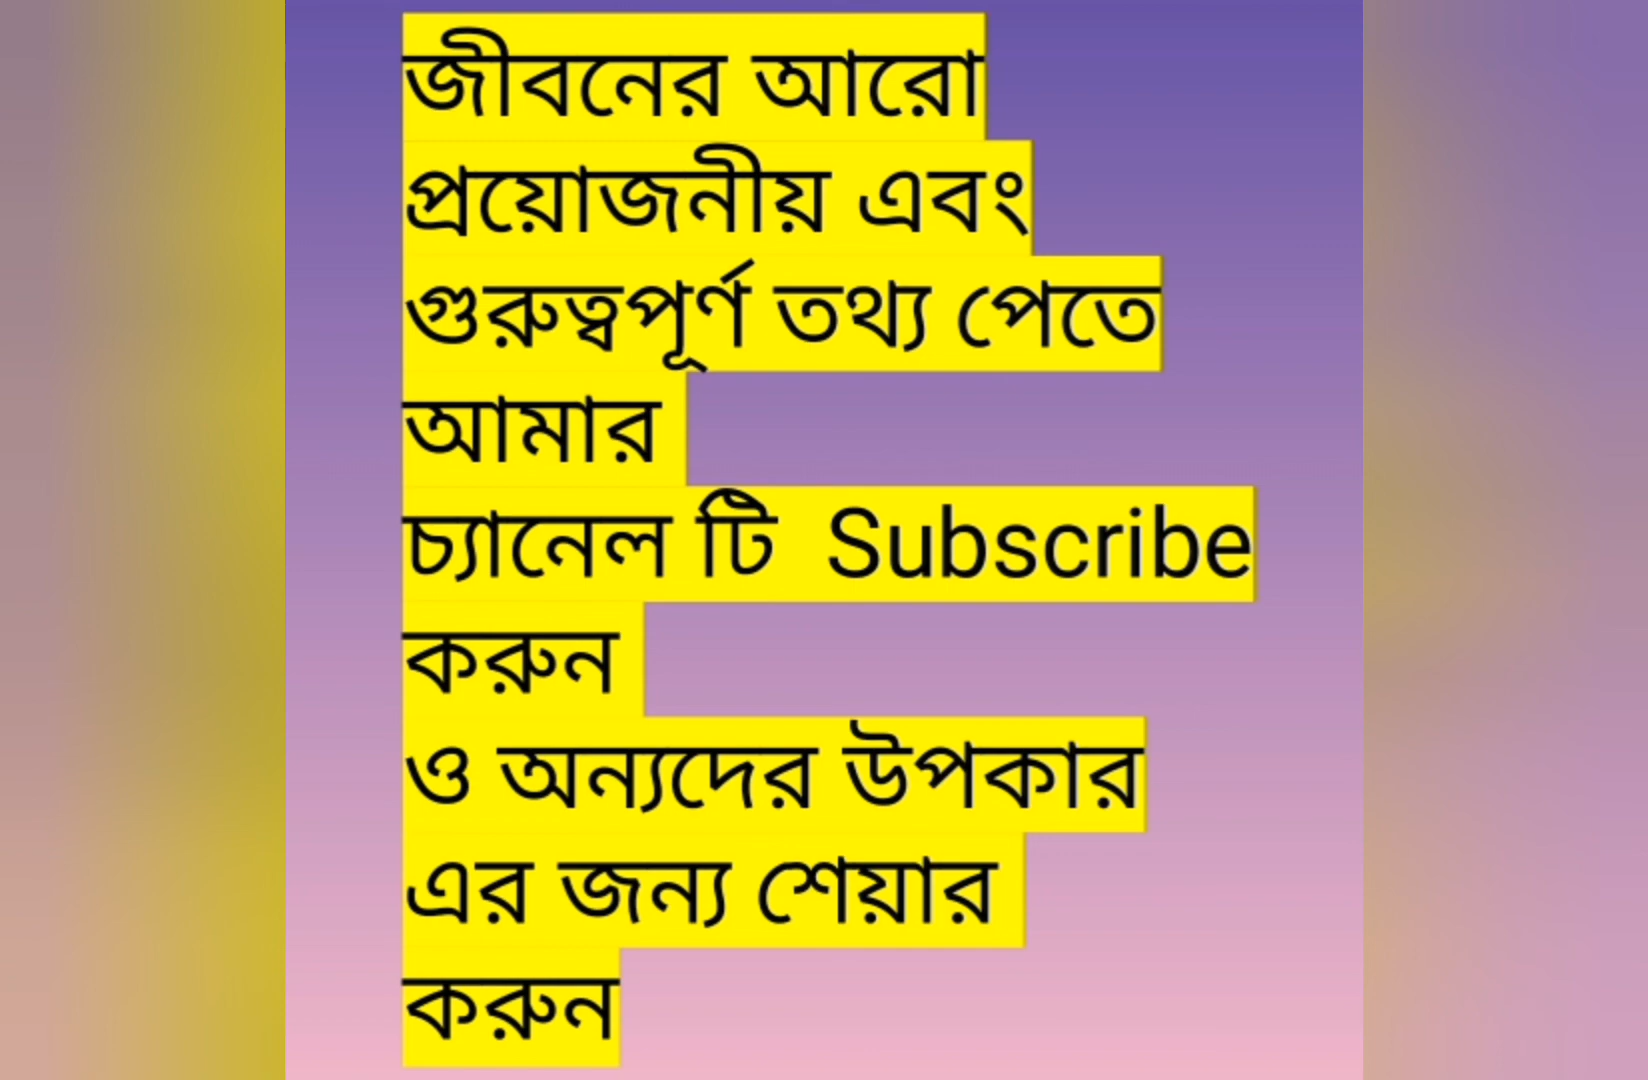 জীবনের আরো
প্রয়োজনীয় এবং
গুরুত্বপূর্ণ তথ্য পেতে
আমার
চ্যানেল টি  Subscribe
করুন
ও অন্যদের উপকার
এর জন্য শেয়ার
করুন